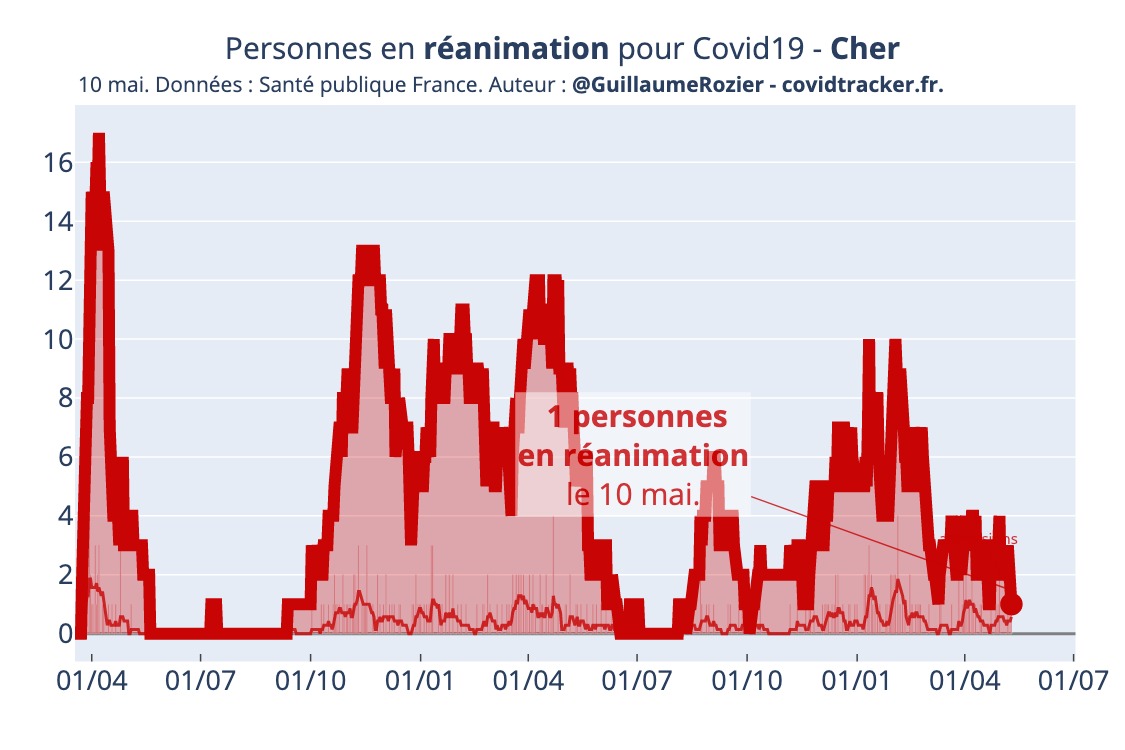 Personnes en réanimation pour Covid19 - Cher
10 mai. Données : Santé publique France. Auteur : @GuillaumeRozier - covidtracker.fr.
16
14
12
10
8
6
4
2
0
1 personnes
en réanimation
le 10 mai.
01/04 01/07 01/10 01/01 01/04 01/07 01/10 01/01 01/04 01/07